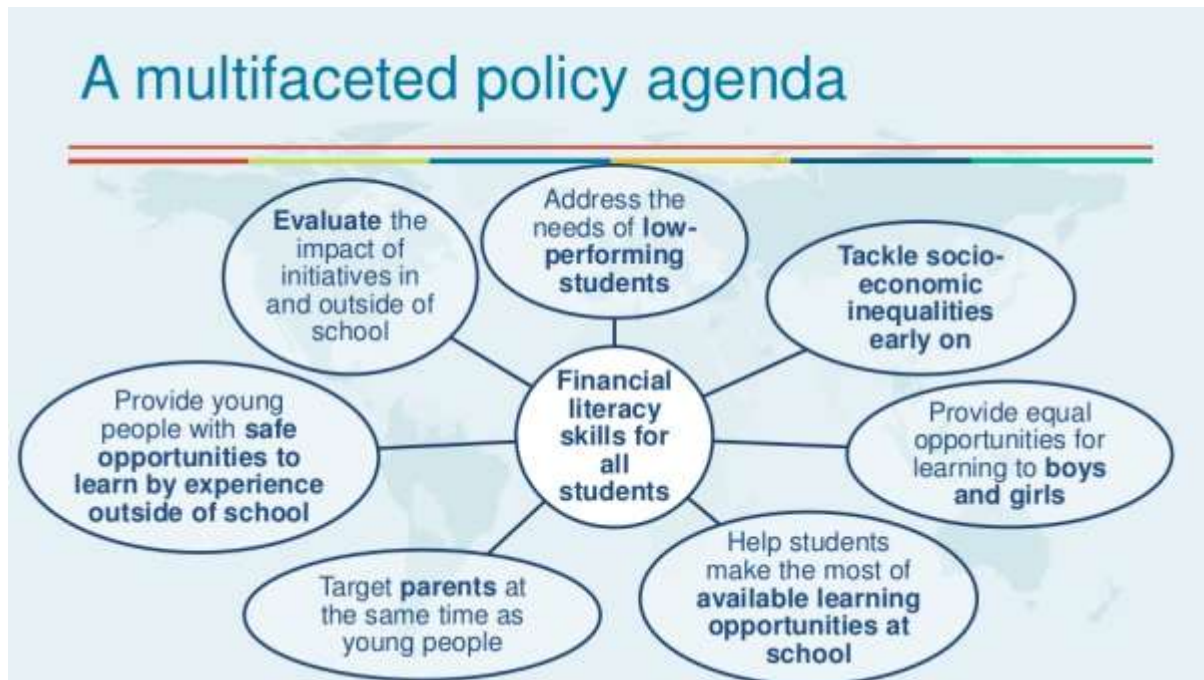 A multifaceted policy agenda
Evaluate the
impact of
initiatives in
and outside of
school
Address the
needs of low-
performing
students
Tackle socio-
economic
inequalities
early on
Provide young
people with safe
opportunities to
learn by experience
outside of school
Financial
literacy
skills for
all
students
Provide equal
opportunities for
learning to boys
and girls
Target parents at
the same time as
young people
Help students
make the most of
available learning
opportunities at
school